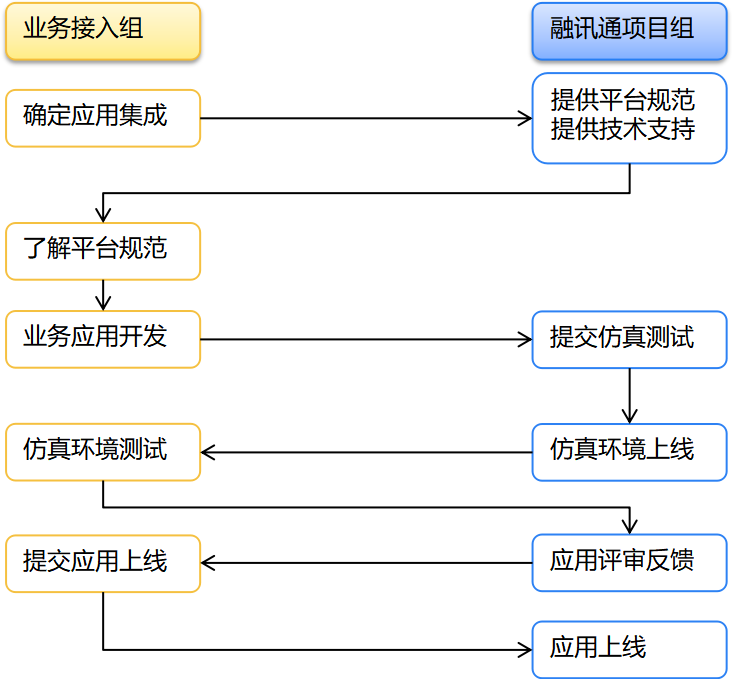 业务接入组
融讯通项目组
确定应用集成
提供平台规范
提供技术支持
了解平台规范
业务应用开发
提交仿真测试
仿真环境测试
仿真环境上线
提交应用上线
应用评审反馈
应用上线